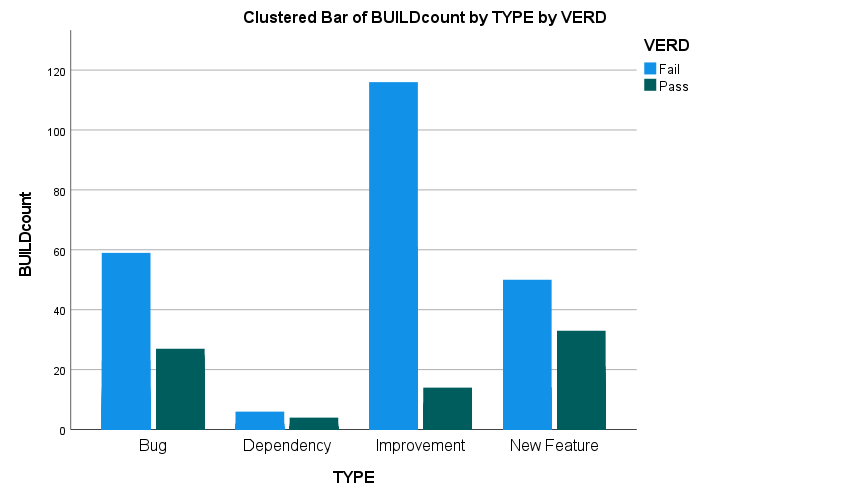 Clustered Bar of BUILDcount by TYPE by VERD
VERD
Fail
Pass
BUILDcount
120
100
80
60
40
20
0
Bug
Dependency
Improvement
New Feature
TYPE